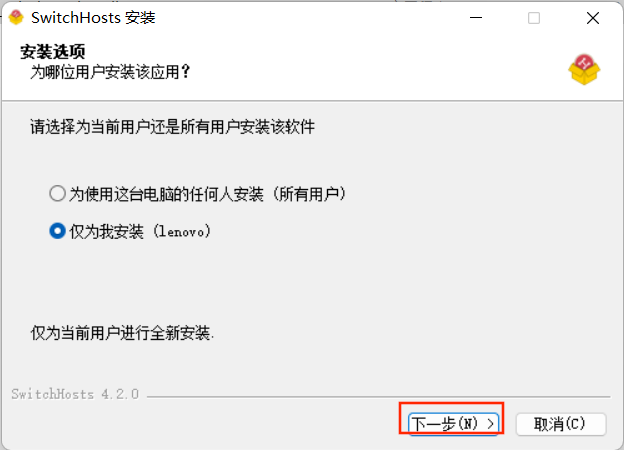 SwitchHosts 安装
安装选项
为哪位用户安装该应用？
请选择为当前用户还是所有用户安装该软件
为使用这台电脑的任何人安装（所有用户）
仅为我安装（lenovo）
仅为当前用户进行全新安装.
SwitchHosts 4.2.0
下一步(N) >
取消(C)